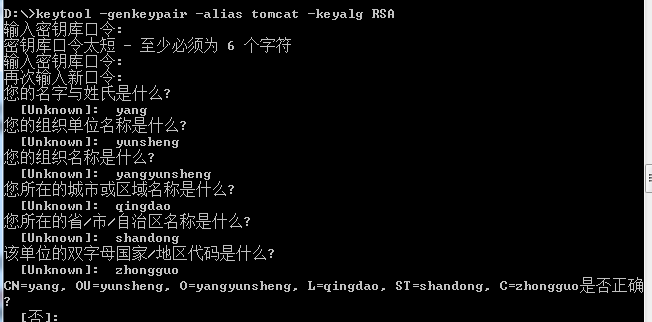 D:\>keytool -genkeypair -alias tomcat -keyalg RSA
输入密钥库口令:
密钥库口令太短 - 至少必须为 6 个字符
输入密钥库口令:
再次输入新口令:
您的名字与姓氏是什么?
[Unknown]:  yang
您的组织单位名称是什么?
[Unknown]:  yunsheng
您的组织名称是什么?
[Unknown]:  yangyunsheng
您所在的城市或区域名称是什么?
[Unknown]:  qingdao
您所在的省/市/自治区名称是什么?
[Unknown]:  shandong
该单位的双字母国家/地区代码是什么?
[Unknown]:  zhongguo
CN=yang, OU=yunsheng, O=yangyunsheng, L=qingdao, ST=shandong, C=zhongguo是否正确
?
[否]: